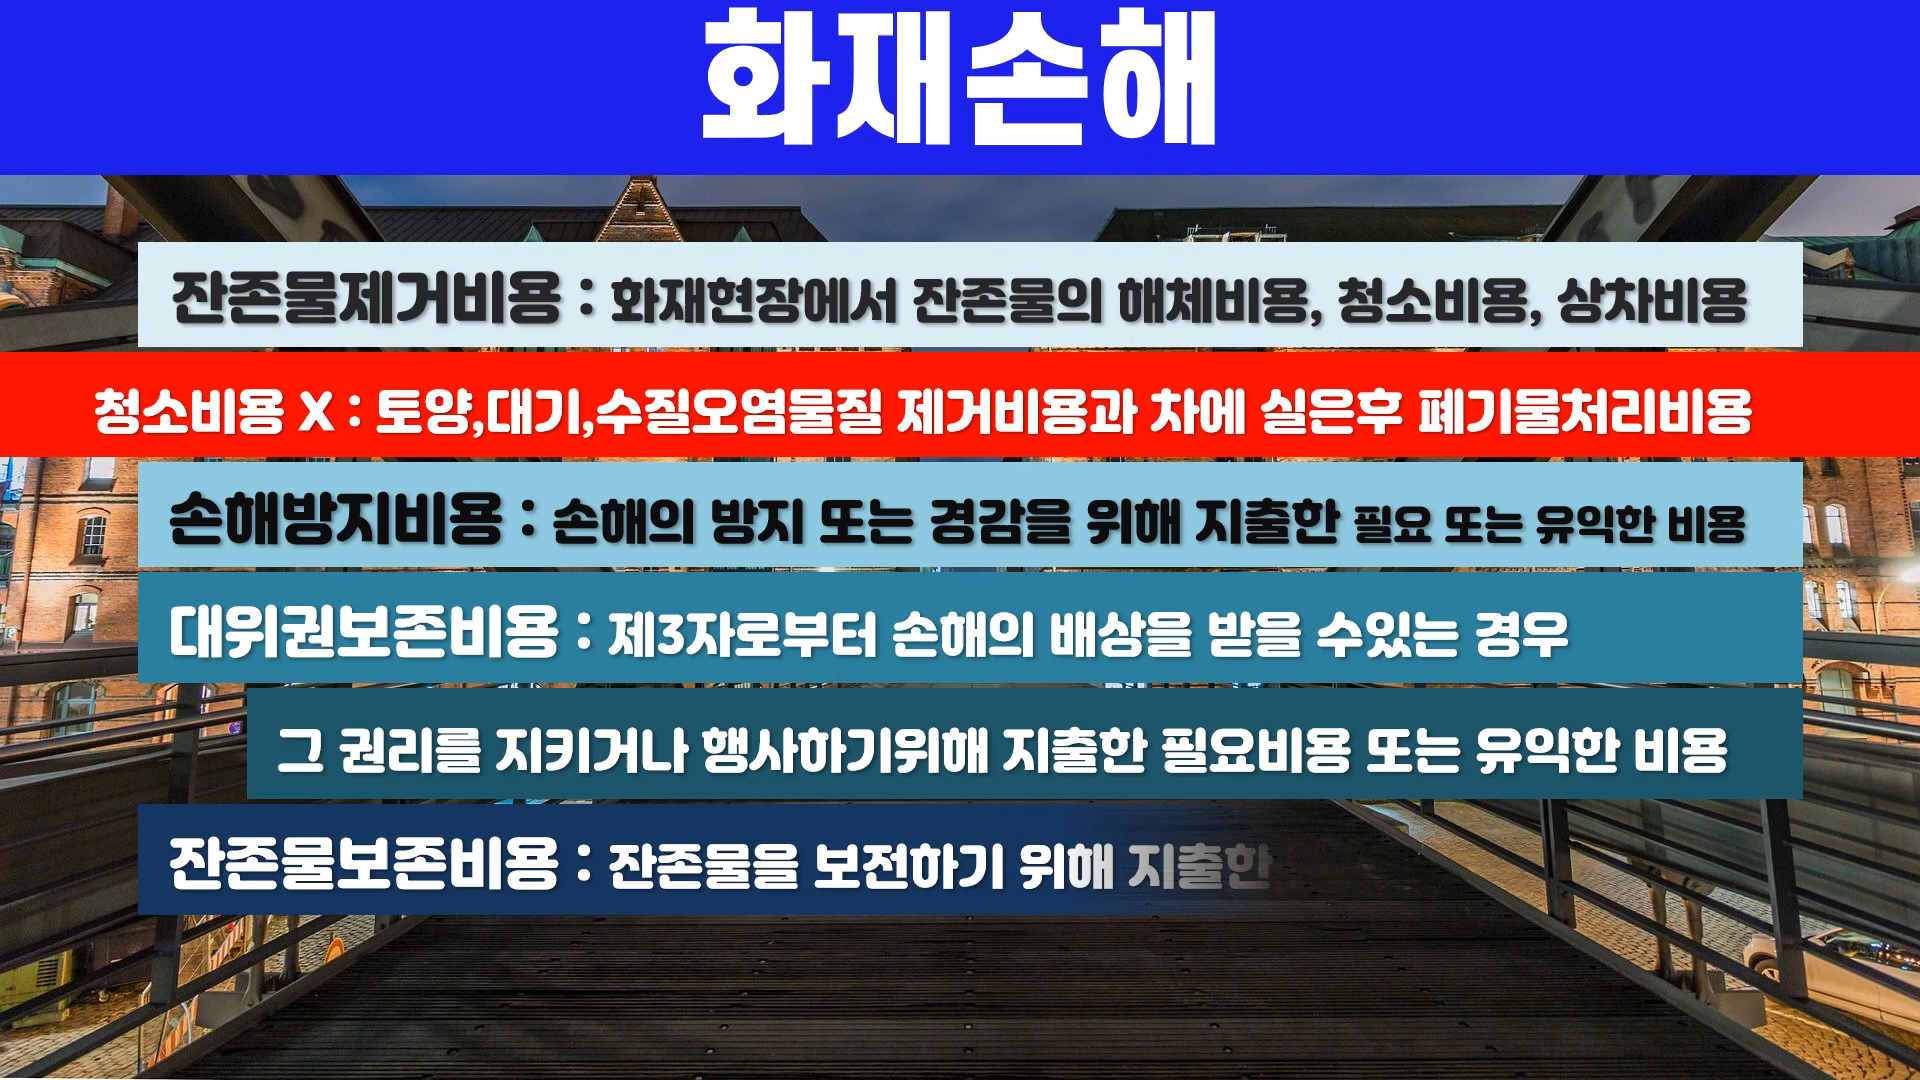 화재손해
잔존물제거비용 : 화재현장에서 잔존물의 해체비용, 청소비용, 상차비용
청소비용 X : 토양,대기,수질오염물질 제거비용과 차에 실은후 폐기물처리비용
손해방지비용 : 손해의 방지 또는 경감을 위해 지출한 필요 또는 유익한 비용
대위권보존비용 : 제3자로부터 손해의 배상을 받을 수있는 경우
그 권리를 지키거나 행사하기위해 지출한 필요비용 또는 유익한 비용
잔존물보존비용 : 잔존물을 보전하기 위해 지출한